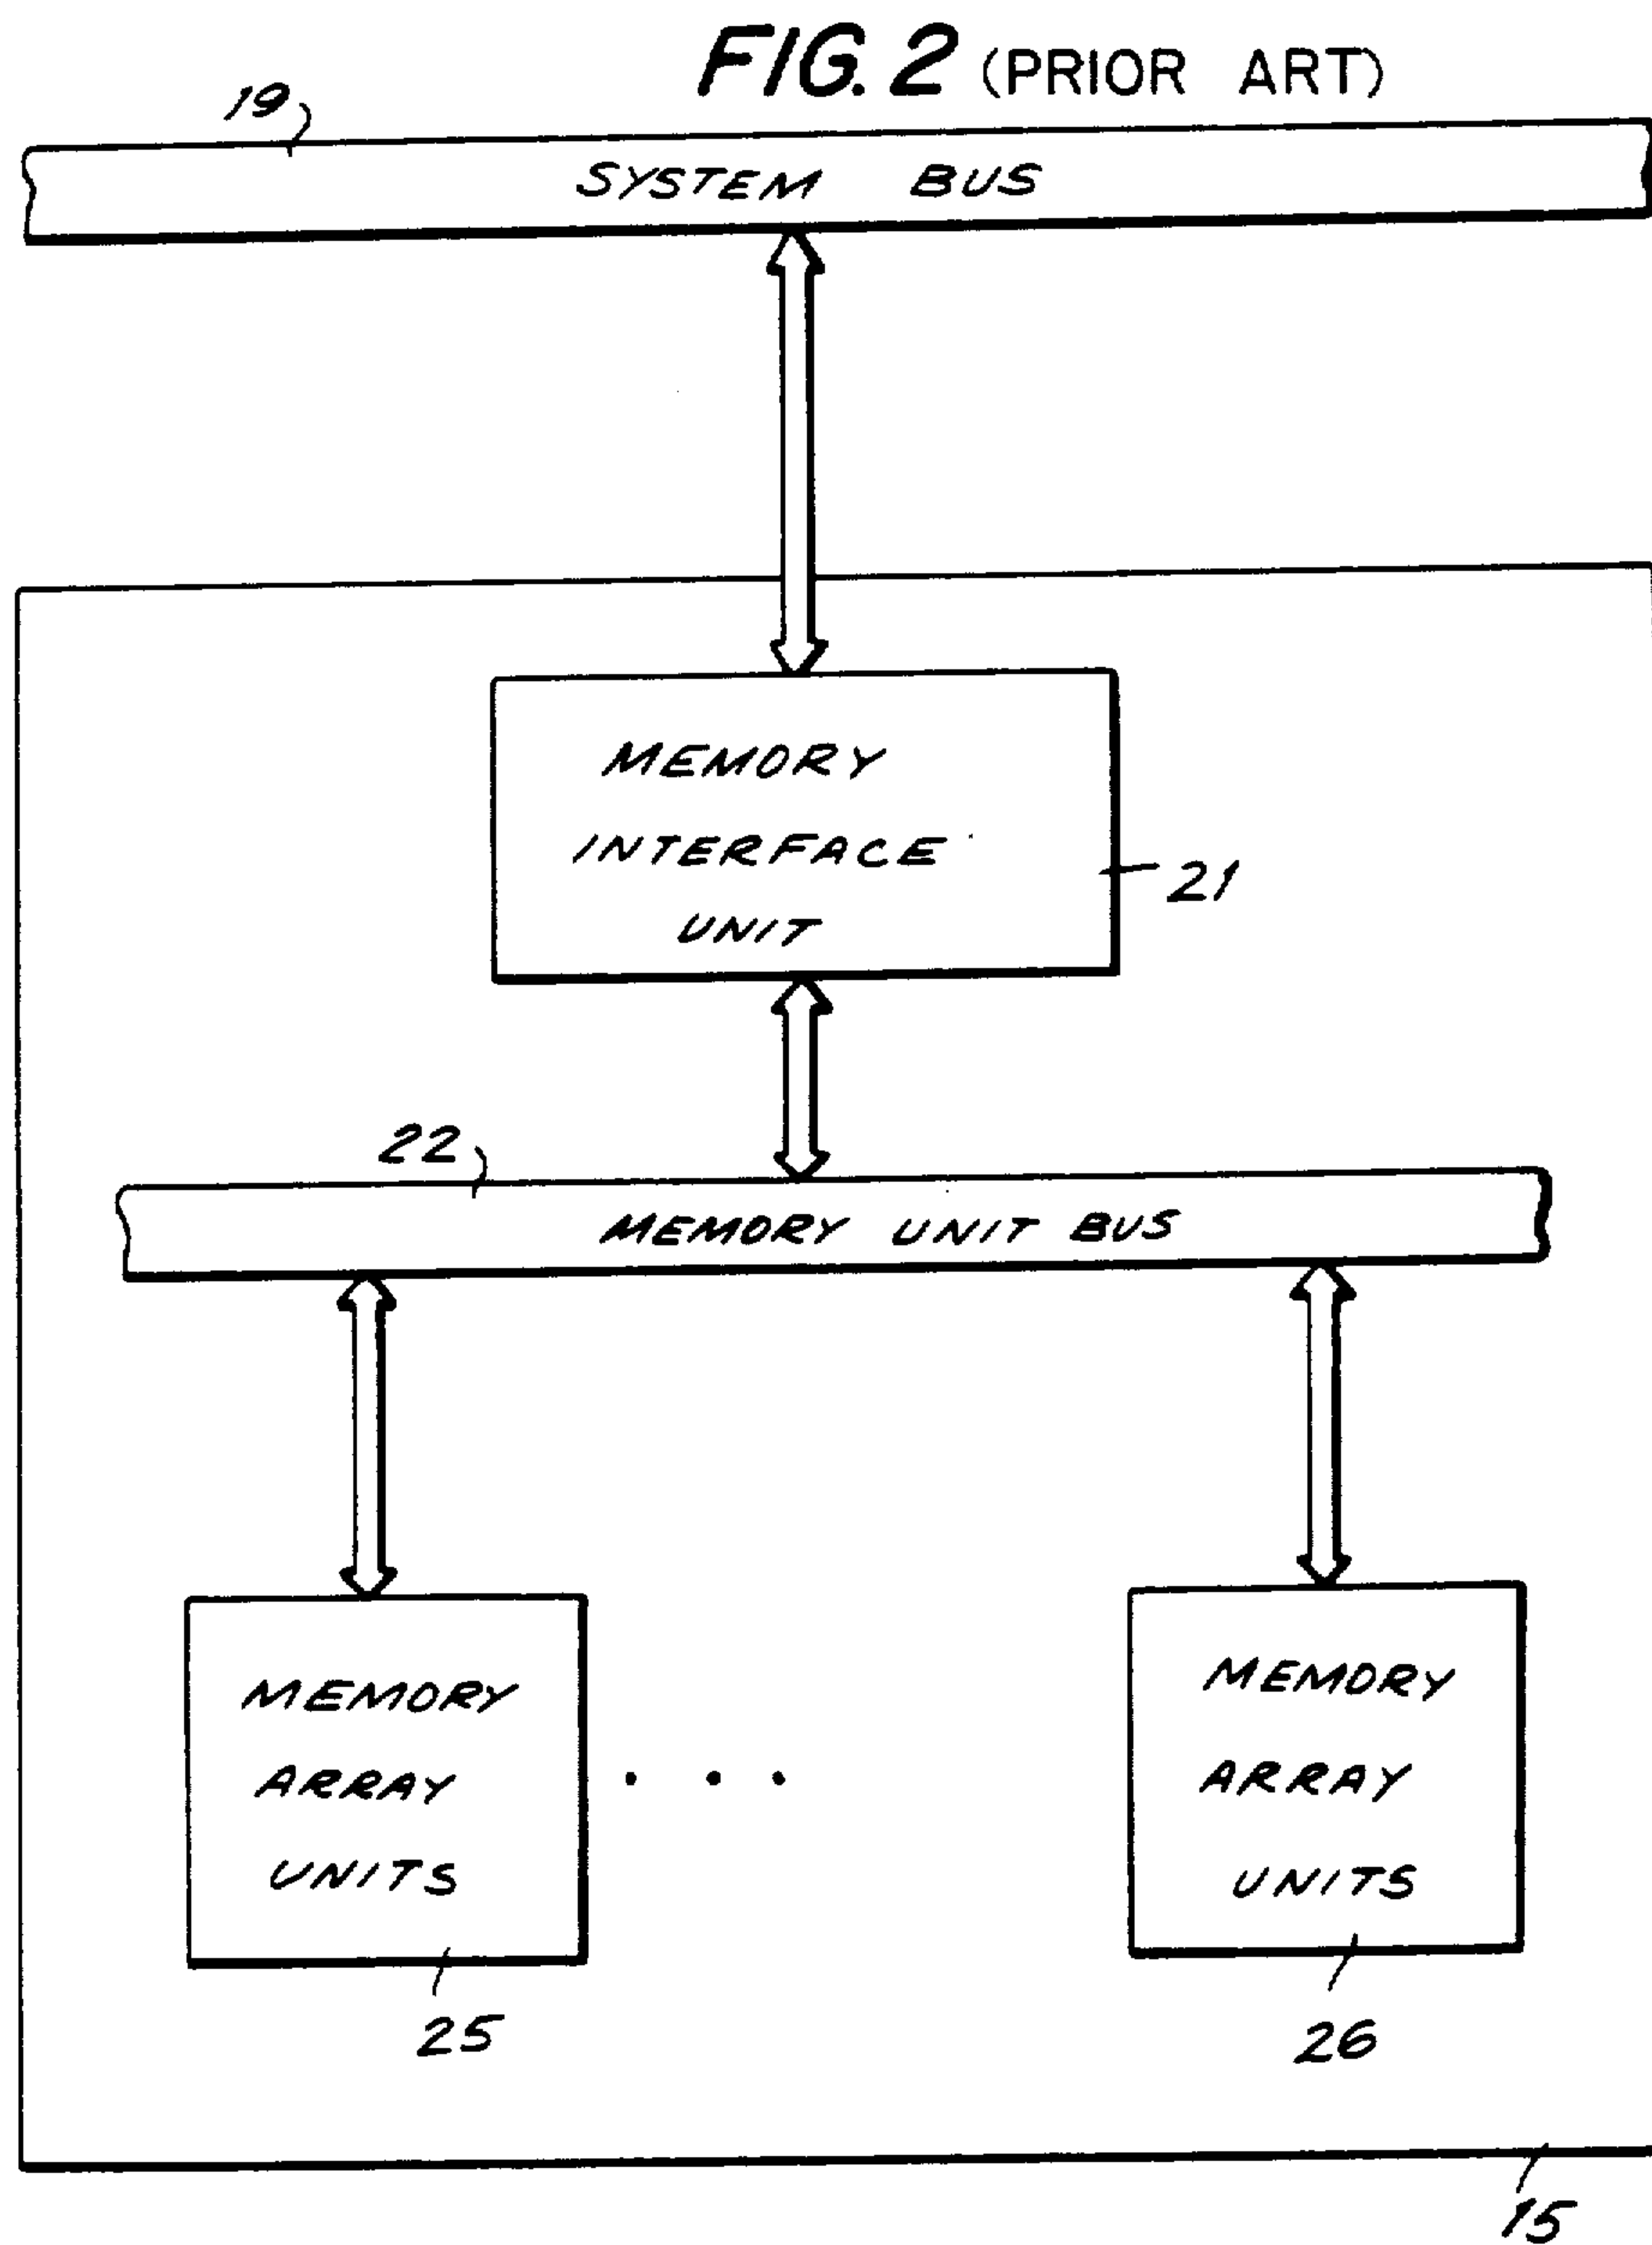 FIG. 2 (PRIOR ART)
19
SYSTEM BUS
MEMORY
INTERFACE
UNIT
21
22
MEMORY UNIT BUS
MEMORY
ARRAY
UNITS
25
. . .
MEMORY
ARRAY
UNITS
26
15